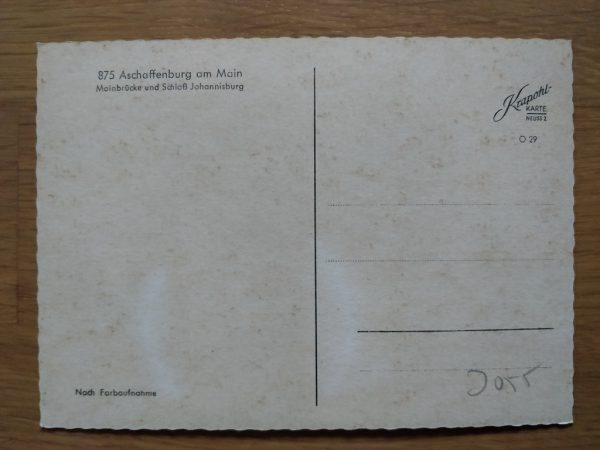 875 Aschaffenburg am Main
Mainbrücke und Schloß Johannisburg
Krapohl-
KARTE
NEUSS 2
O 29
Nach Farbaufnahme